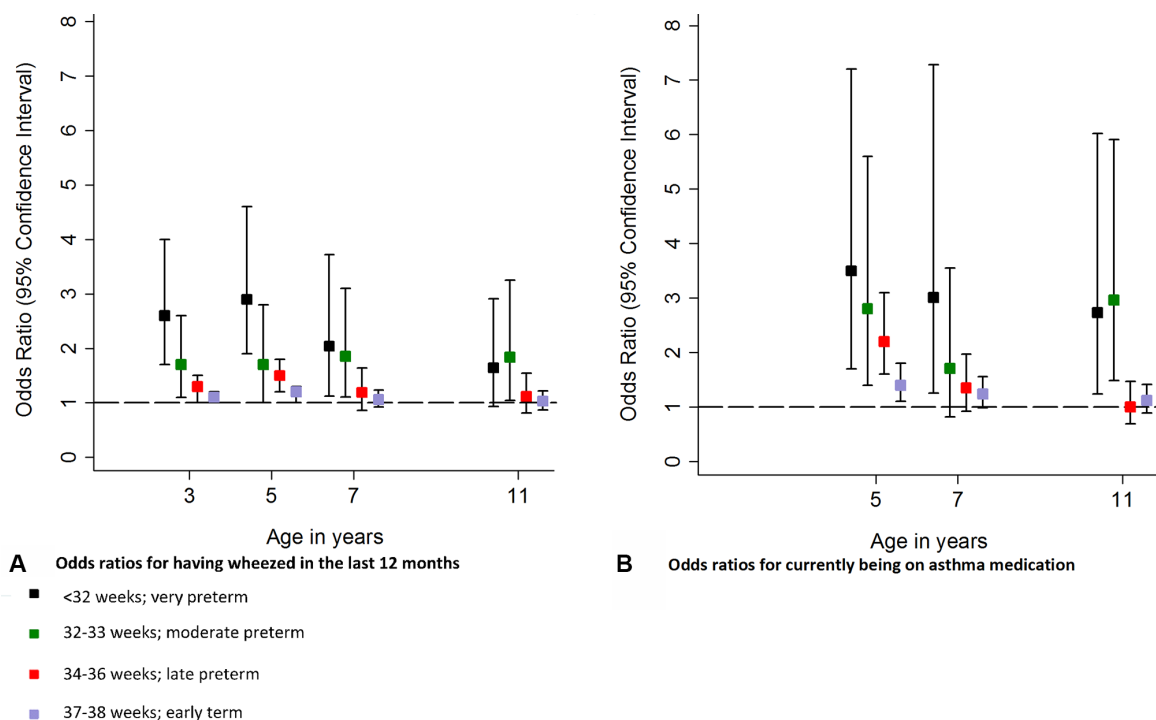 8
7
6
5
4
3
2
1
0
Odds Ratio (95% Confidence Interval)
3 5 7 11
Age in years
A Odds ratios for having wheezed in the last 12 months
<32 weeks; very preterm
32-33 weeks; moderate preterm
34-36 weeks; late preterm
37-38 weeks; early term
8
7
6
5
4
3
2
1
0
Odds Ratio (95% Confidence Interval)
5 7 11
Age in years
B Odds ratios for currently being on asthma medication